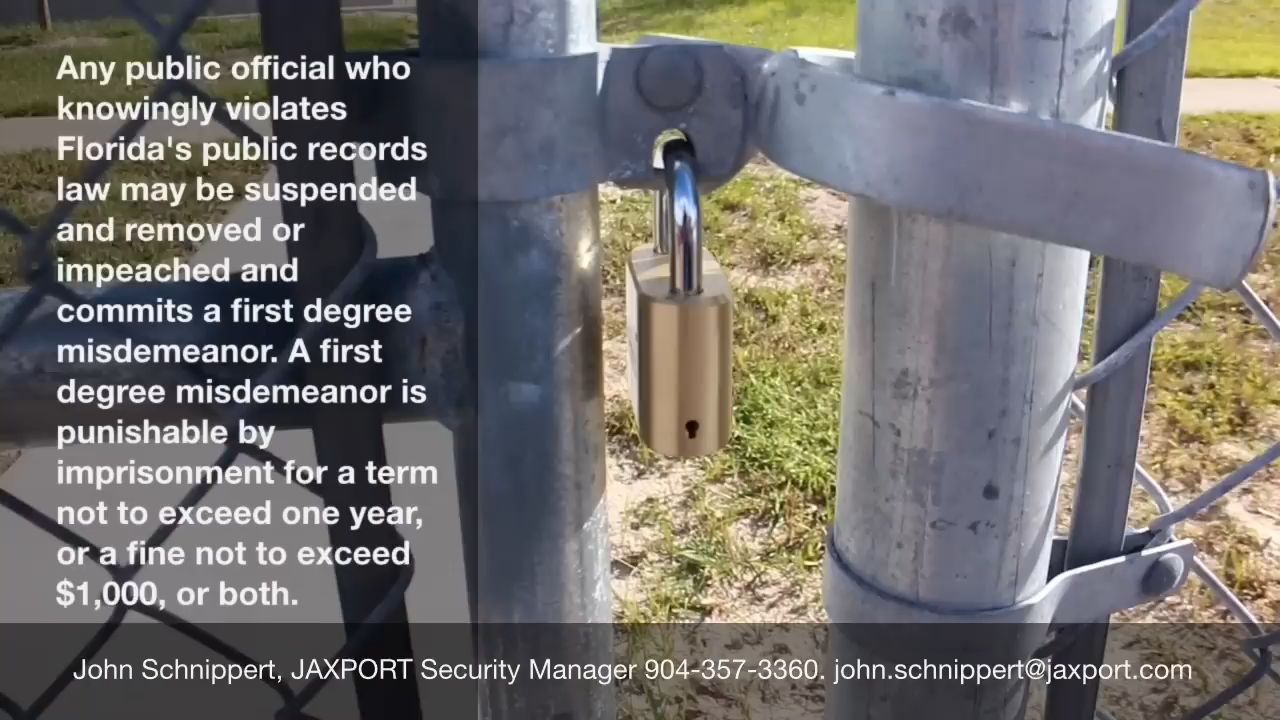 Any public official who
knowingly violates
Florida's public records
law may be suspended
and removed or
impeached and
commits a first degree
misdemeanor. A first
degree misdemeanor is
punishable by
imprisonment for a term
not to exceed one year,
or a fine not to exceed
$1,000, or both.
John Schnippert, JAXPORT Security Manager 904-357-3360. john.schnippert@jaxport.com